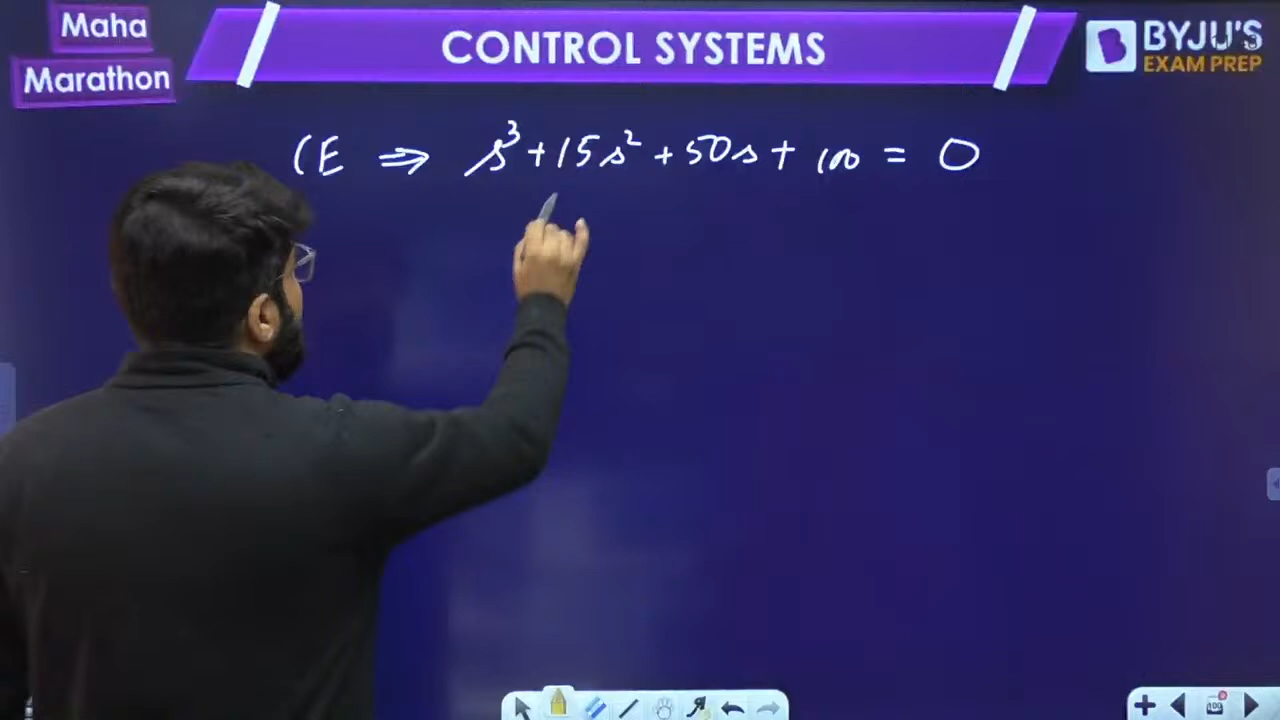 Maha
Marathon
CONTROL SYSTEMS
BYJU'S
EXAM PREP
CE ⇒ s³ + 15s² + 50s + 100 = 0